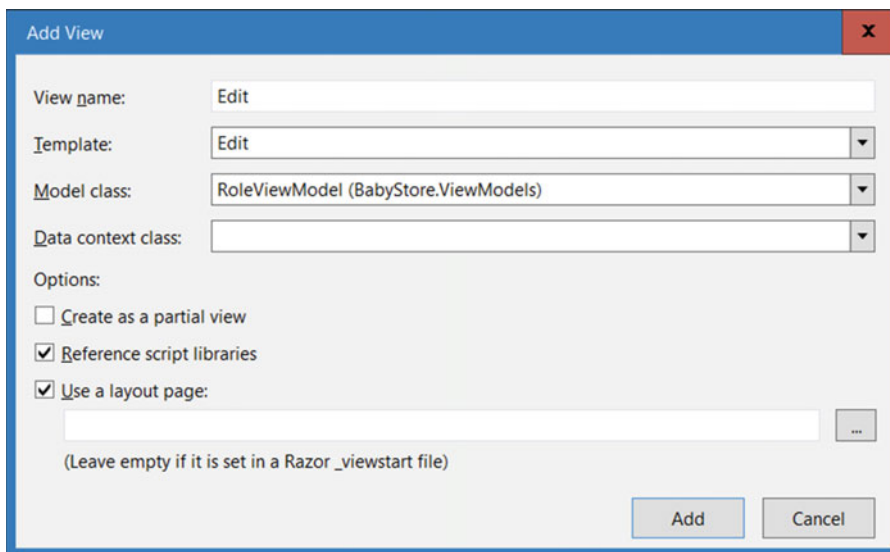 Add View
x
View name: Edit
Template: Edit
Model class: RoleViewModel (BabyStore.ViewModels)
Data context class:
Options:
Create as a partial view
Reference script libraries
Use a layout page:
...
(Leave empty if it is set in a Razor _viewstart file)
Add Cancel